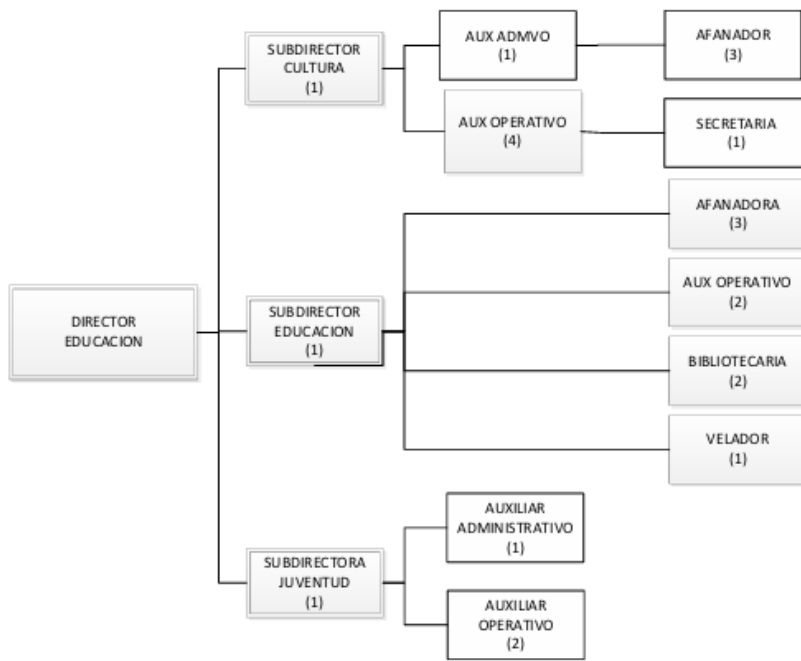 DIRECTOR
EDUCACION
SUBDIRECTOR
CULTURA
(1)
AUX ADMVO
(1)
AFANADOR
(3)
AUX OPERATIVO
(4)
SECRETARIA
(1)
SUBDIRECTOR
EDUCACION
(1)
AFANADORA
(3)
AUX OPERATIVO
(2)
BIBLIOTECARIA
(2)
VELADOR
(1)
SUBDIRECTORA
JUVENTUD
(1)
AUXILIAR
ADMINISTRATIVO
(1)
AUXILIAR
OPERATIVO
(2)